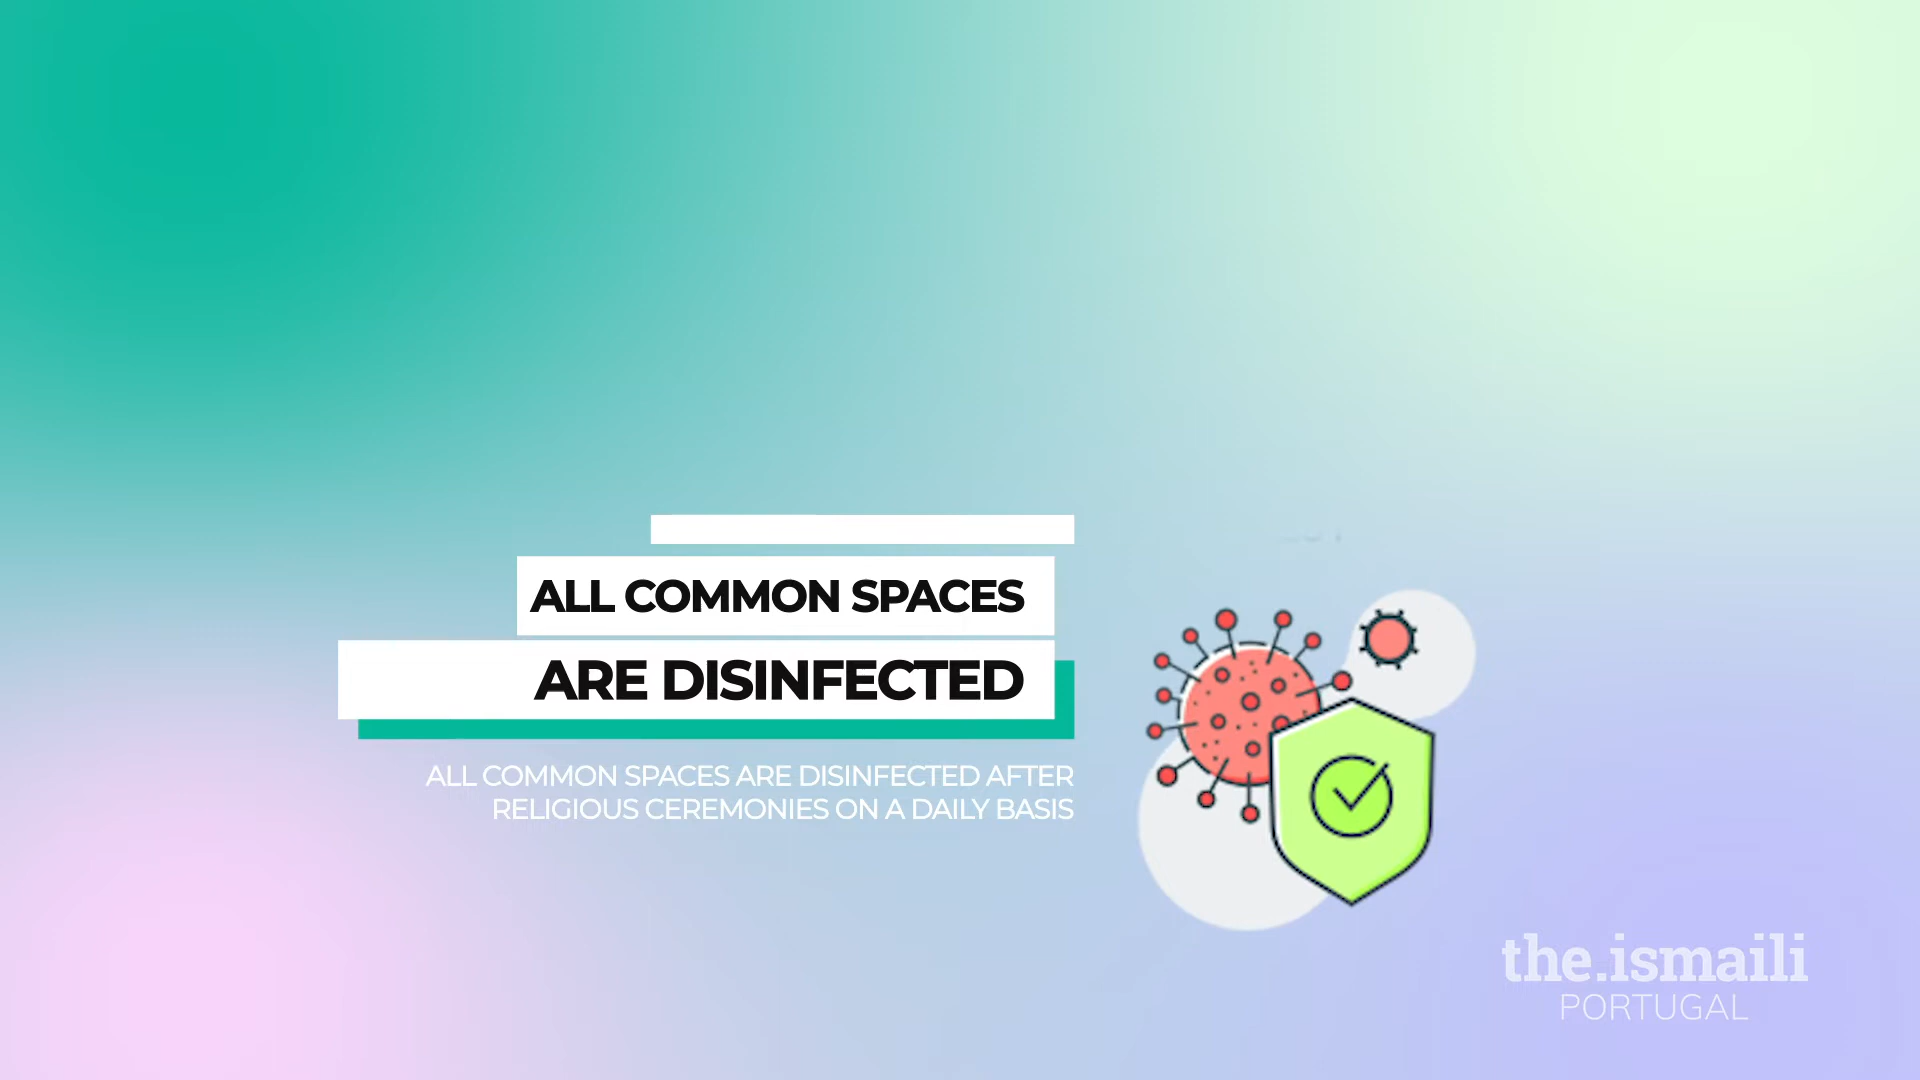 ALL COMMON SPACES
ARE DISINFECTED
ALL COMMON SPACES ARE DISINFECTED AFTER
RELIGIOUS CEREMONIES ON A DAILY BASIS
the.ismaili
PORTUGAL